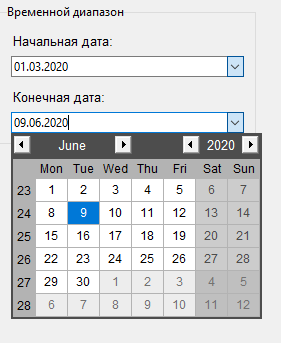 Временной диапазон
Начальная дата:
01.03.2020
Конечная дата:
09.06.2020
June 2020
Mon Tue Wed Thu Fri Sat Sun
23 1 2 3 4 5 6 7
24 8 9 10 11 12 13 14
25 15 16 17 18 19 20 21
26 22 23 24 25 26 27 28
27 29 30 1 2 3 4 5
28 6 7 8 9 10 11 12